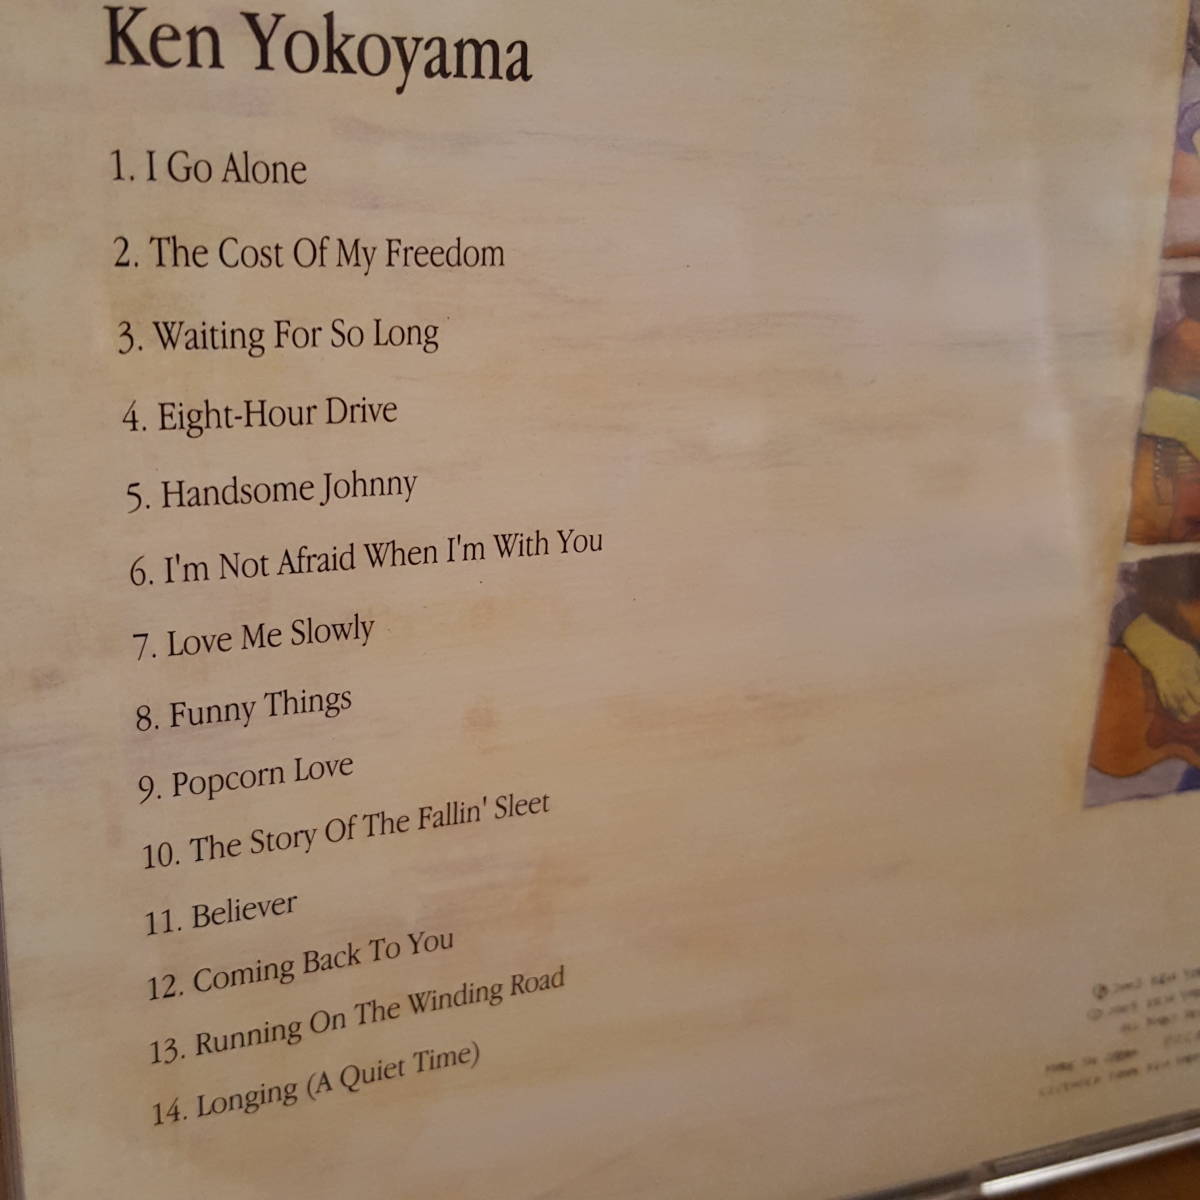 Ken Yokoyama
1. I Go Alone
2. The Cost Of My Freedom
3. Waiting For So Long
4. Eight-Hour Drive
5. Handsome Johnny
6. I'm Not Afraid When I'm With You
7. Love Me Slowly
8. Funny Things
9. Popcorn Love
10. The Story Of The Fallin' Sleet
11. Believer
12. Coming Back To You
13. Running On The Winding Road
14. Longing (A Quiet Time)